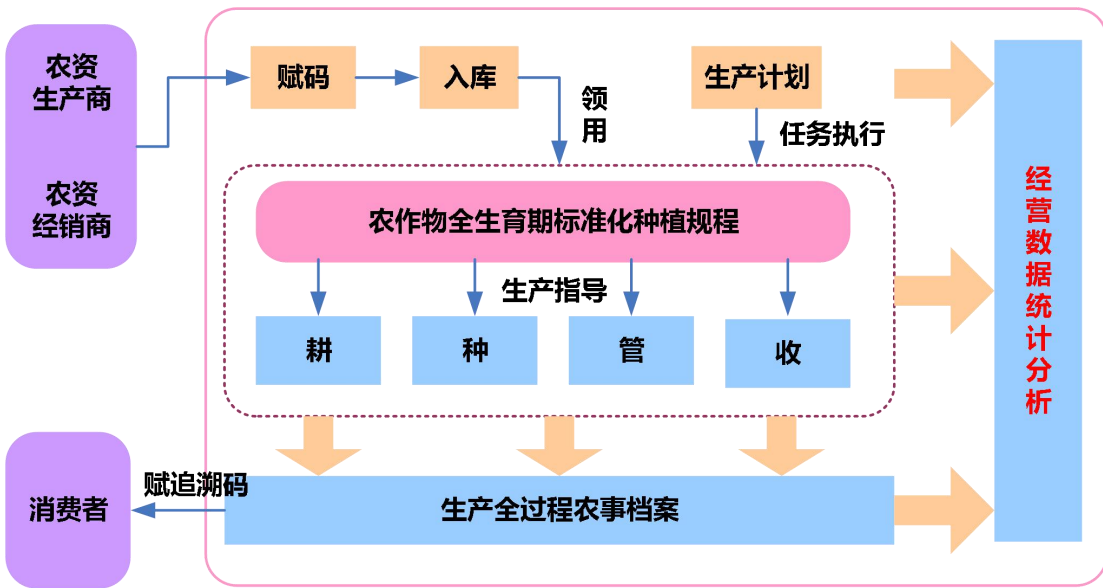 农资
生产商
农资
经销商
赋码
入库
领
用
生产计划
任务执行
农作物全生育期标准化种植规程
生产指导
耕
种
管
收
经营数据统计分析
消费者
赋追溯码
生产全过程农事档案